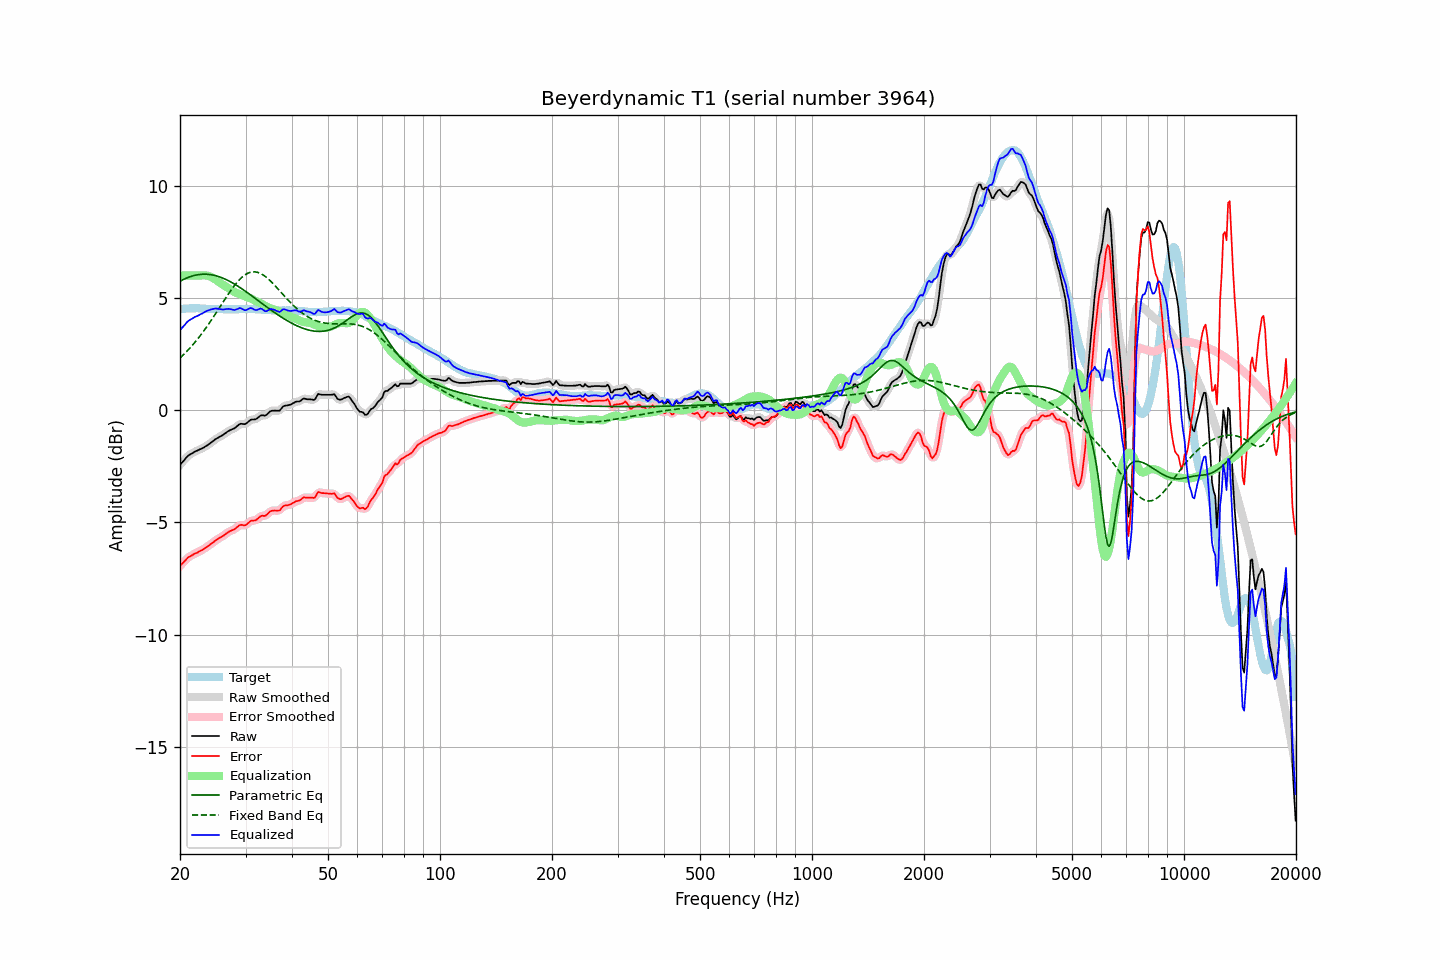 Beyerdynamic T1 (serial number 3964)
Amplitude (dBr)
10
5
0
−5
−10
−15
Target
Raw Smoothed
Error Smoothed
Raw
Error
Equalization
Parametric Eq
Fixed Band Eq
Equalized
20 50 100 200 500 1000 2000 5000 10000 20000
Frequency (Hz)